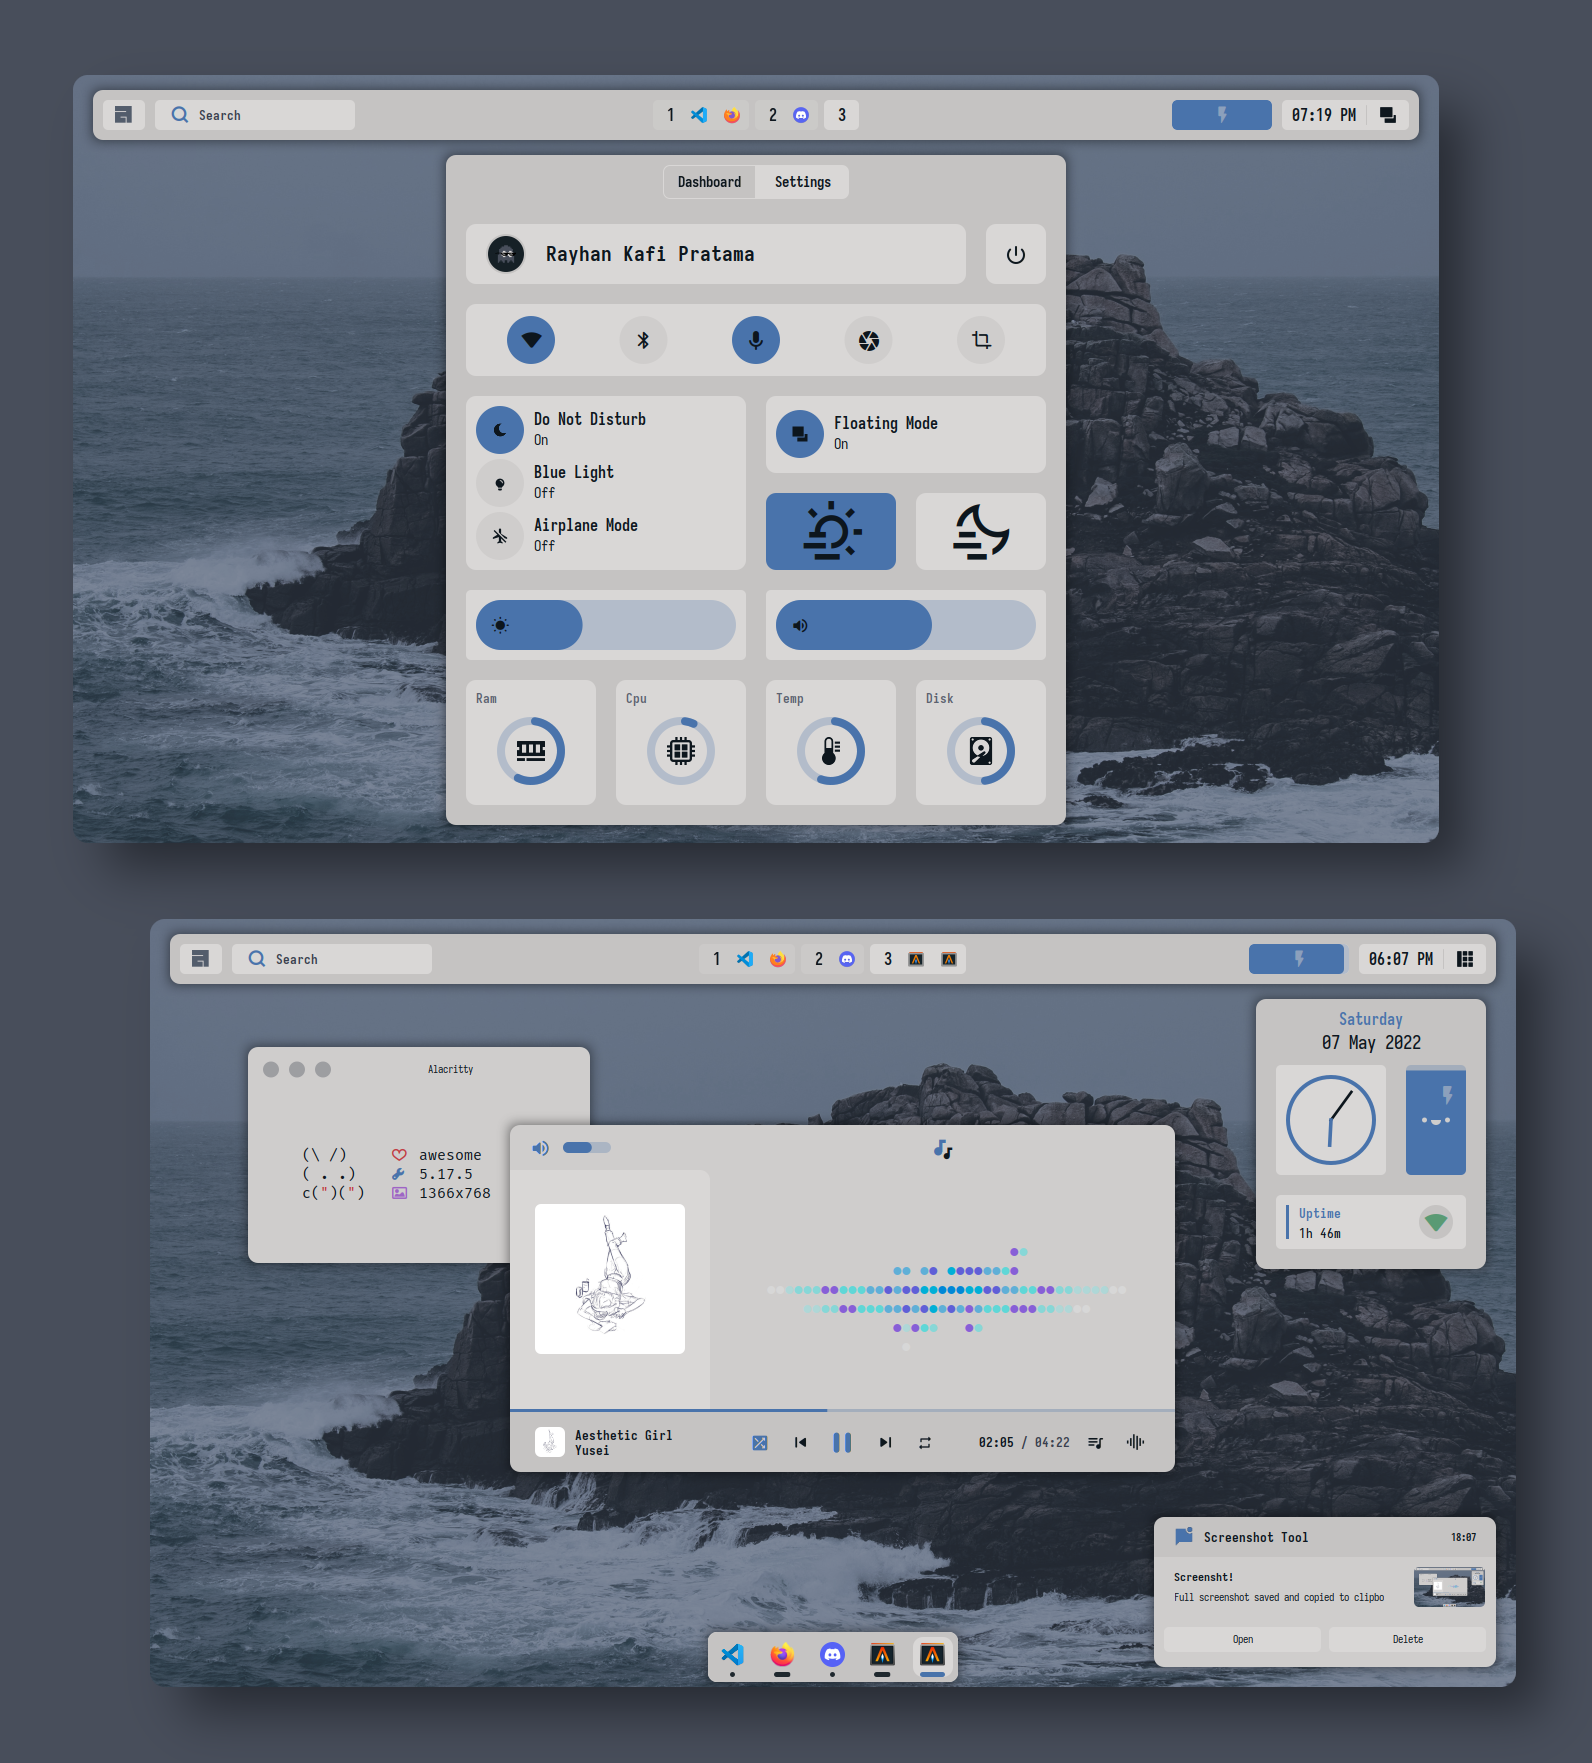 Search
1
2
3
07:19 PM
Dashboard
Settings
Rayhan Kafi Pratama
Do Not Disturb
On
Blue Light
Off
Airplane Mode
Off
Floating Mode
On
Ram
Cpu
Temp
Disk
Search
1
2
3
06:07 PM
Saturday
07 May 2022
Uptime
1h 46m
Alacritty
(\ /)
( . .)
c(")(")
awesome
5.17.5
1366x768
Aesthetic Girl
Yusei
02:05 / 04:22
Screenshot Tool
18:07
Screensht!
Full screenshot saved and copied to clipbo
Open
Delete